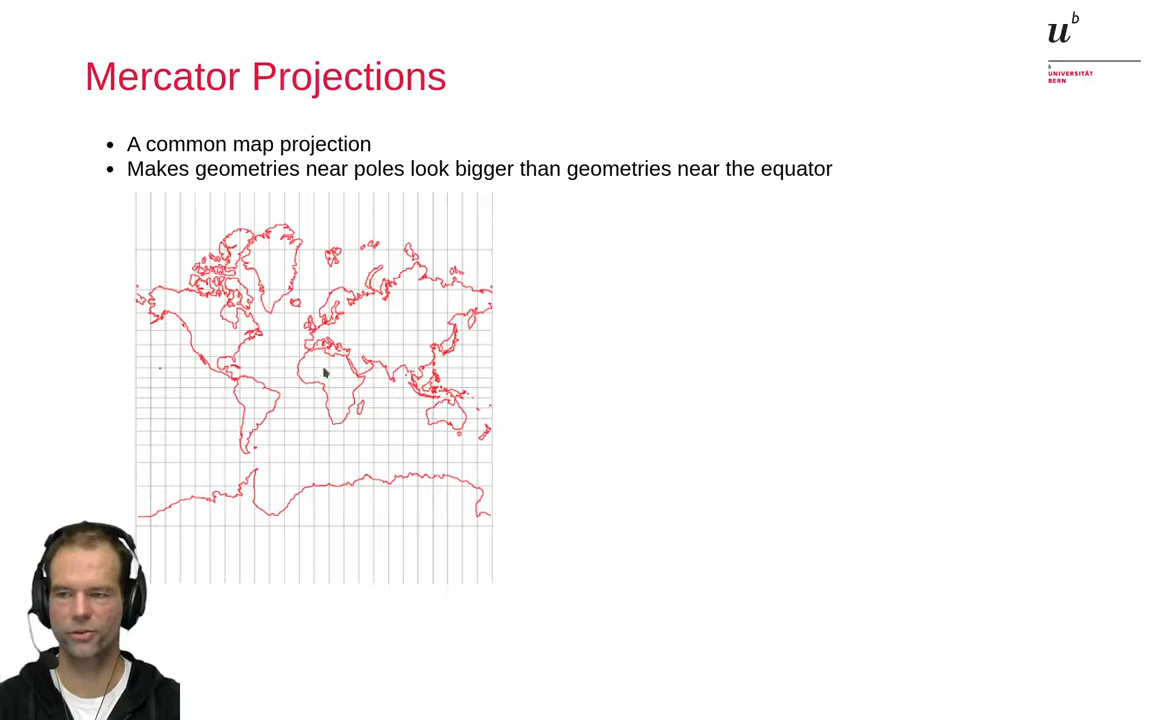 u
b
b
UNIVERSITÄT
BERN
Mercator Projections
A common map projection
Makes geometries near poles look bigger than geometries near the equator